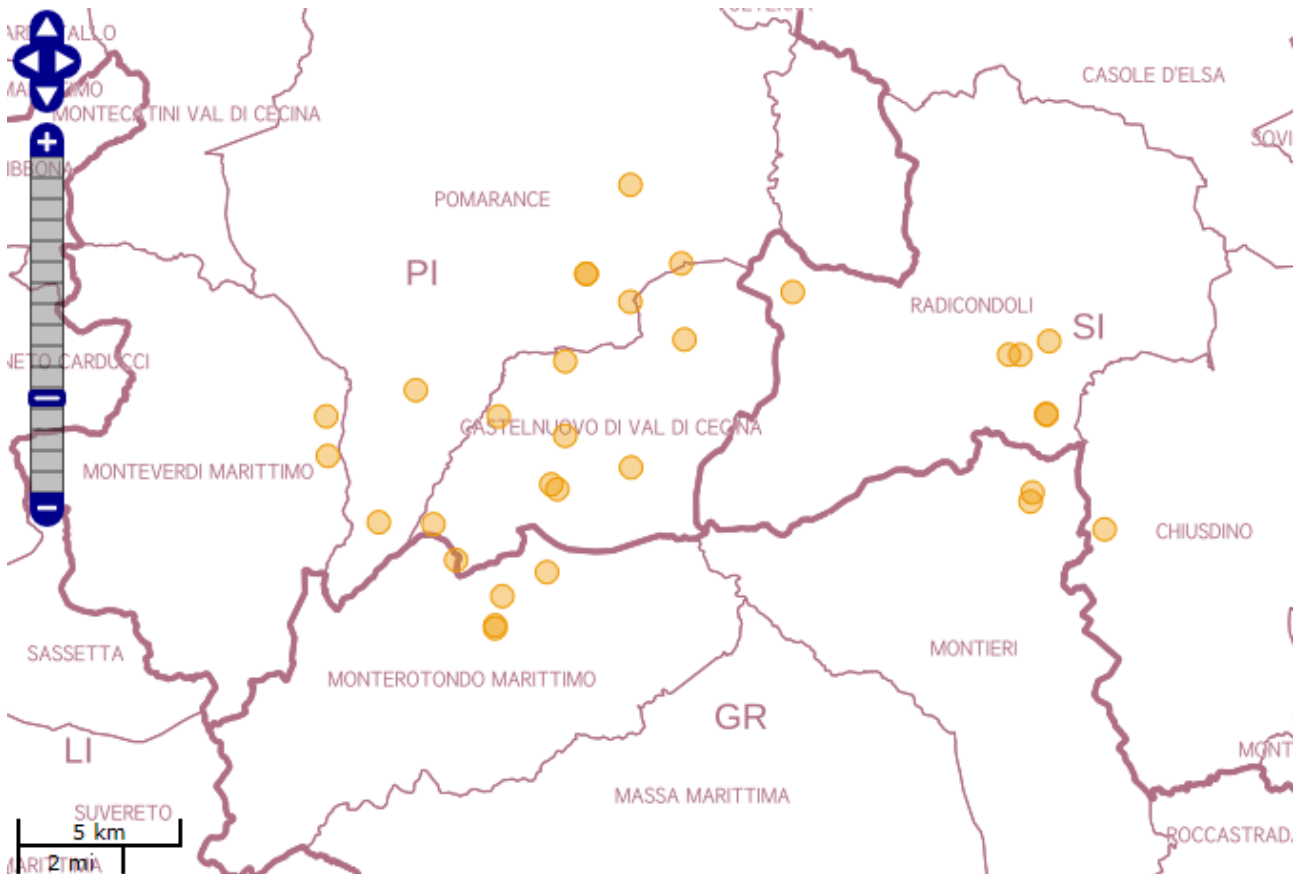 CASOLE D'ELSA
MONTECATINI VAL DI CECINA
POMARANCE
PI
RADICONDOLI
SI
CASTELNUOVO DI VAL DI CECINA
MONTEVERDI MARITTIMO
CHIUSDINO
SASSETTA
MONTIERI
MONTEROTONDO MARITTIMO
GR
LI
MASSA MARITTIMA
SUVERETO
5 km
2 mi